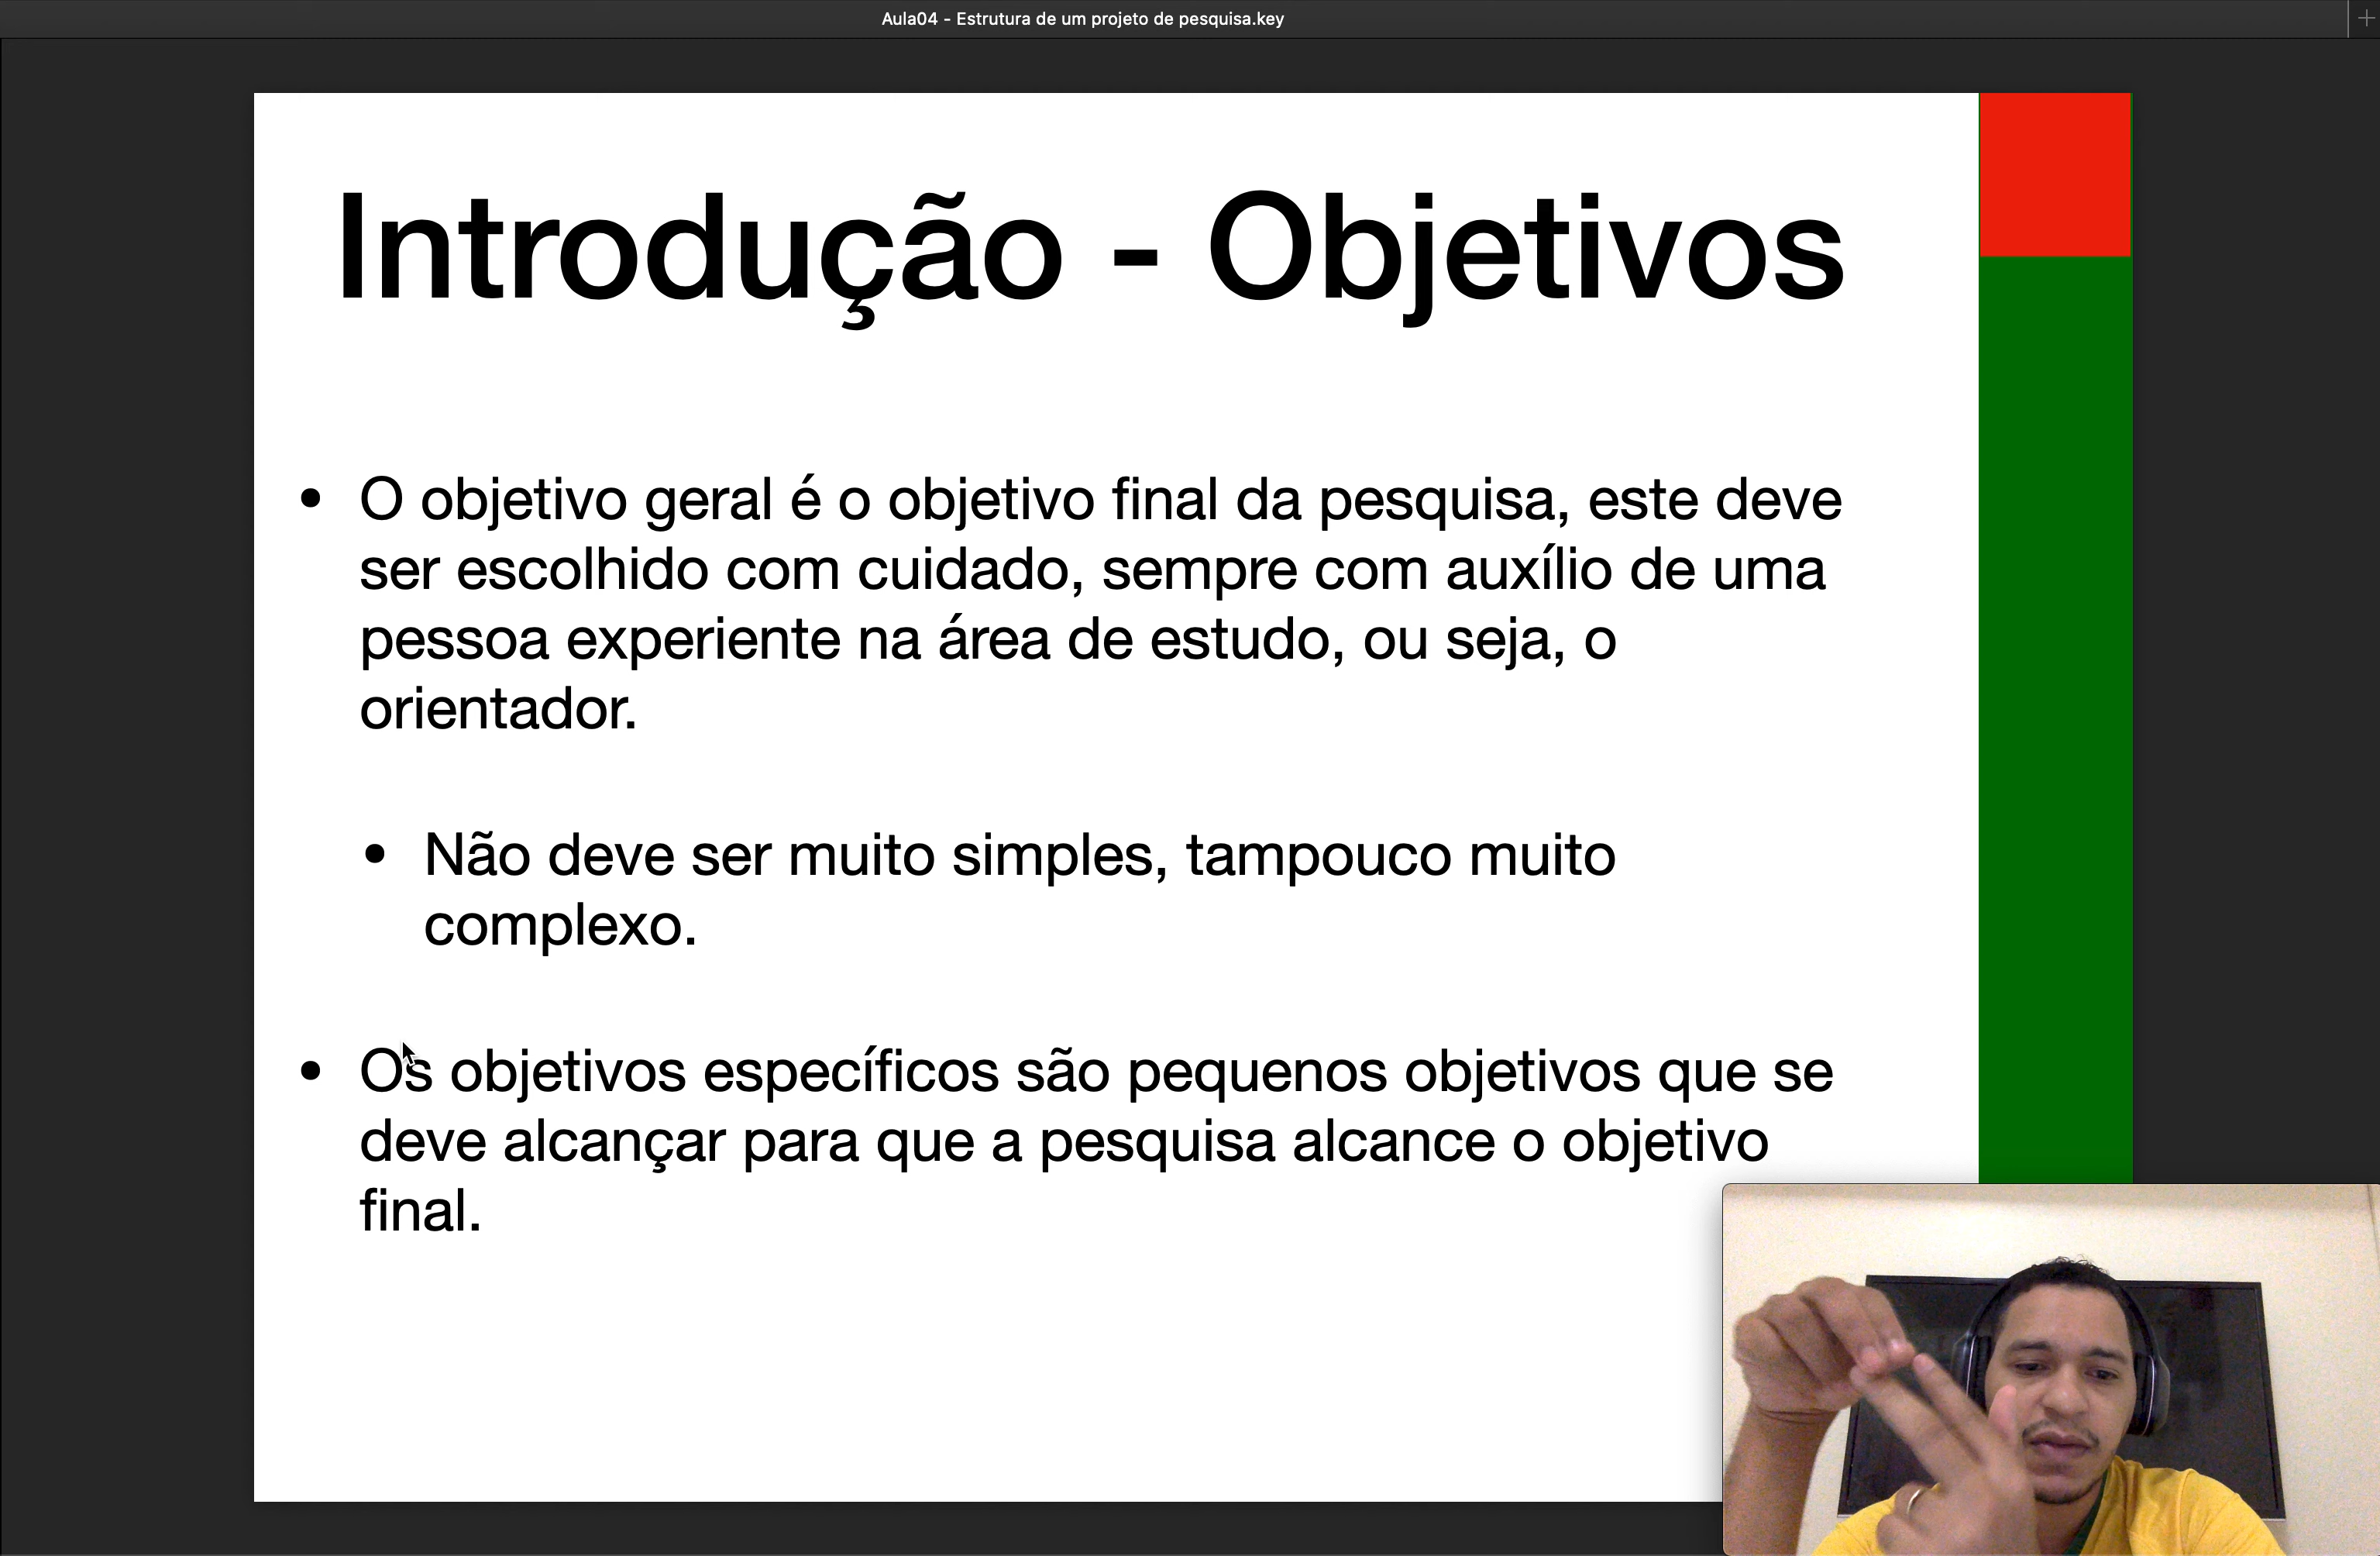 Aula04 - Estrutura de um projeto de pesquisa.key
Introdução - Objetivos
• O objetivo geral é o objetivo final da pesquisa, este deve
ser escolhido com cuidado, sempre com auxílio de uma
pessoa experiente na área de estudo, ou seja, o
orientador.
• Não deve ser muito simples, tampouco muito
complexo.
• Os objetivos específicos são pequenos objetivos que se
deve alcançar para que a pesquisa alcance o objetivo
final.